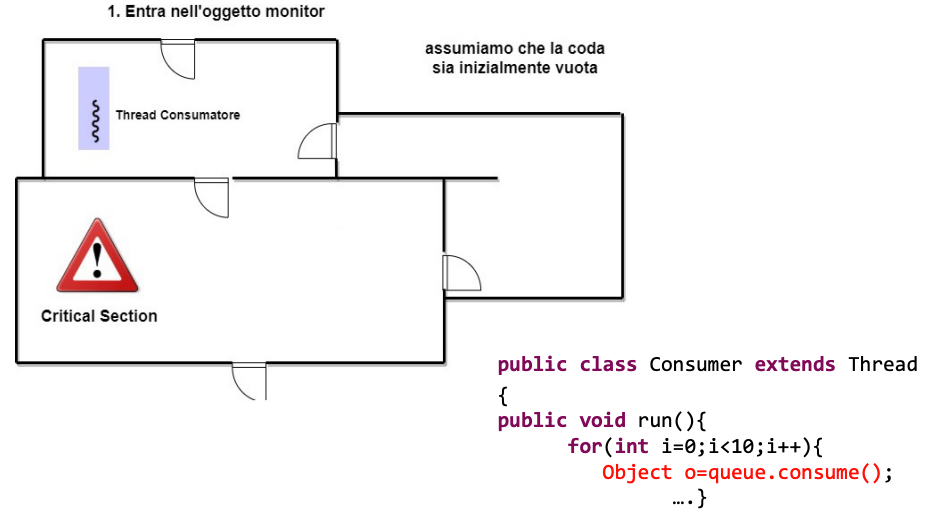 1. Entra nell'oggetto monitor
assumiamo che la coda
sia inizialmente vuota
Thread Consumatore
Critical Section
public class Consumer extends Thread
{
public void run(){
for(int i=0;i<10;i++){
Object o=queue.consume();
….}